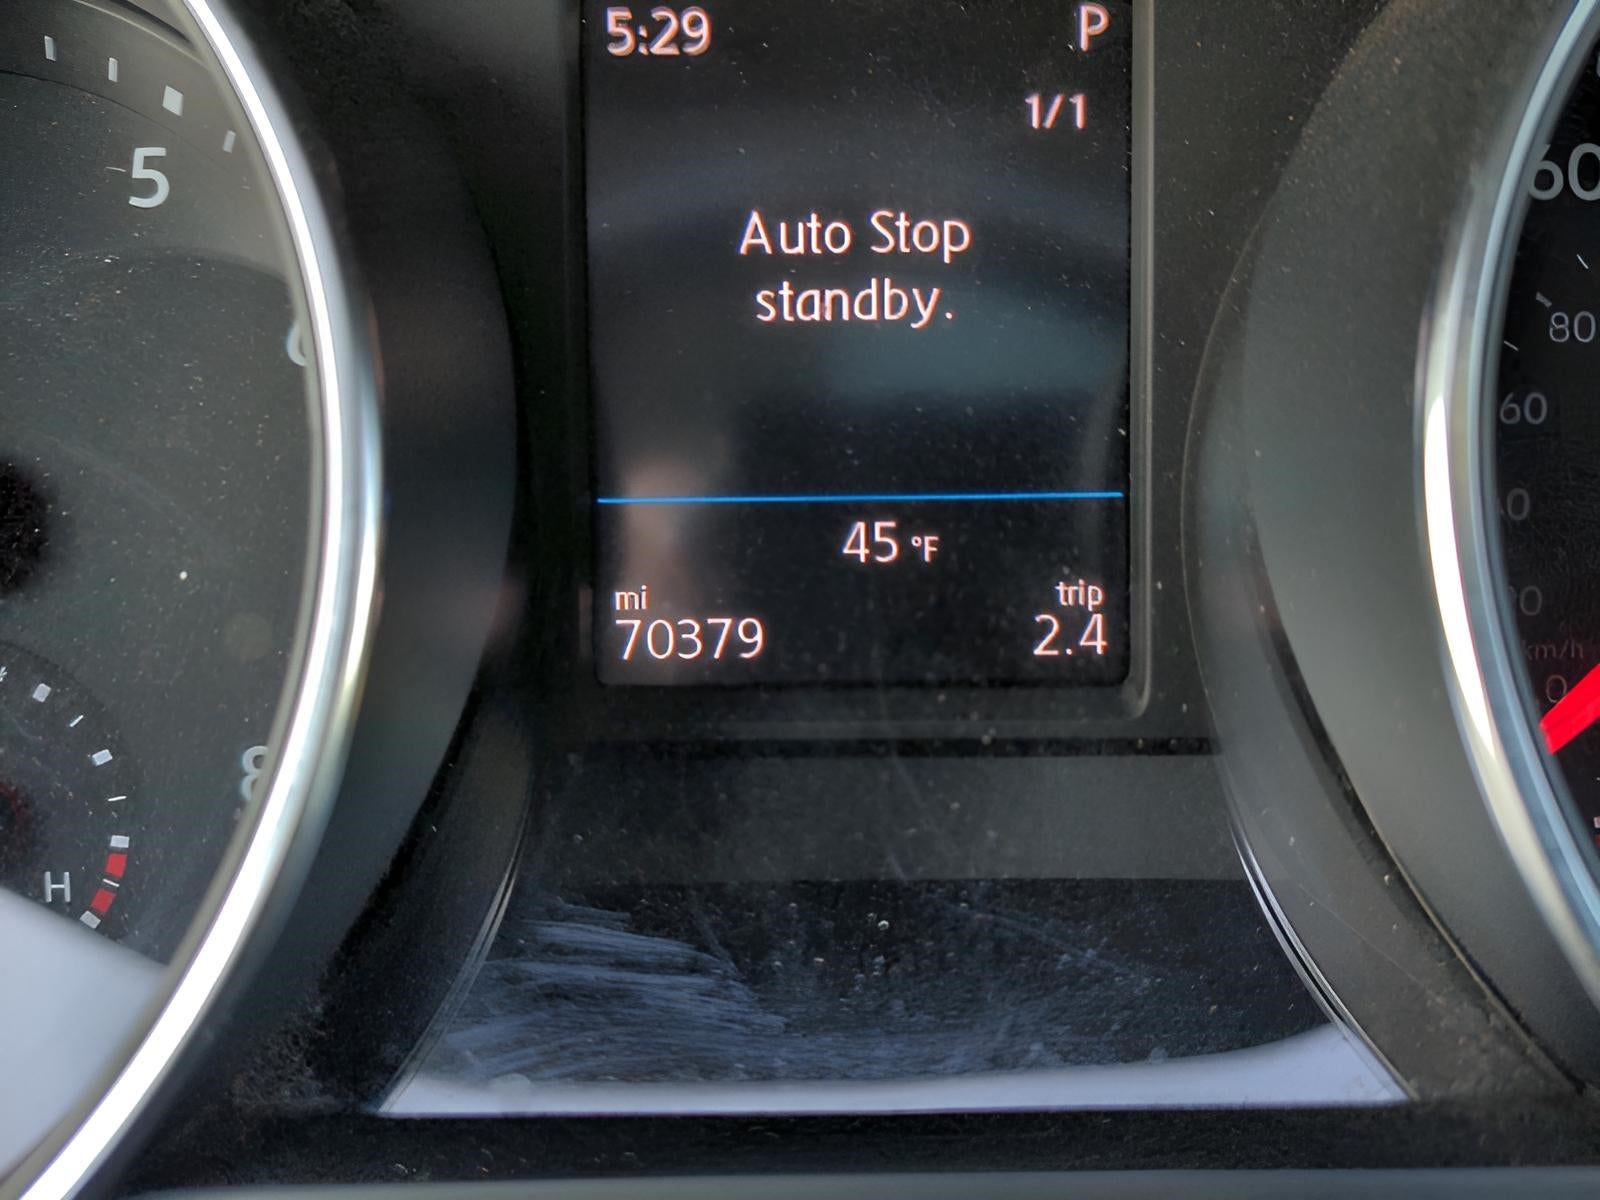 5:29 P
1/1
Auto Stop
standby.
45 °F
mi trip
70379 2.4
5
8
H
60
80
60
km/h